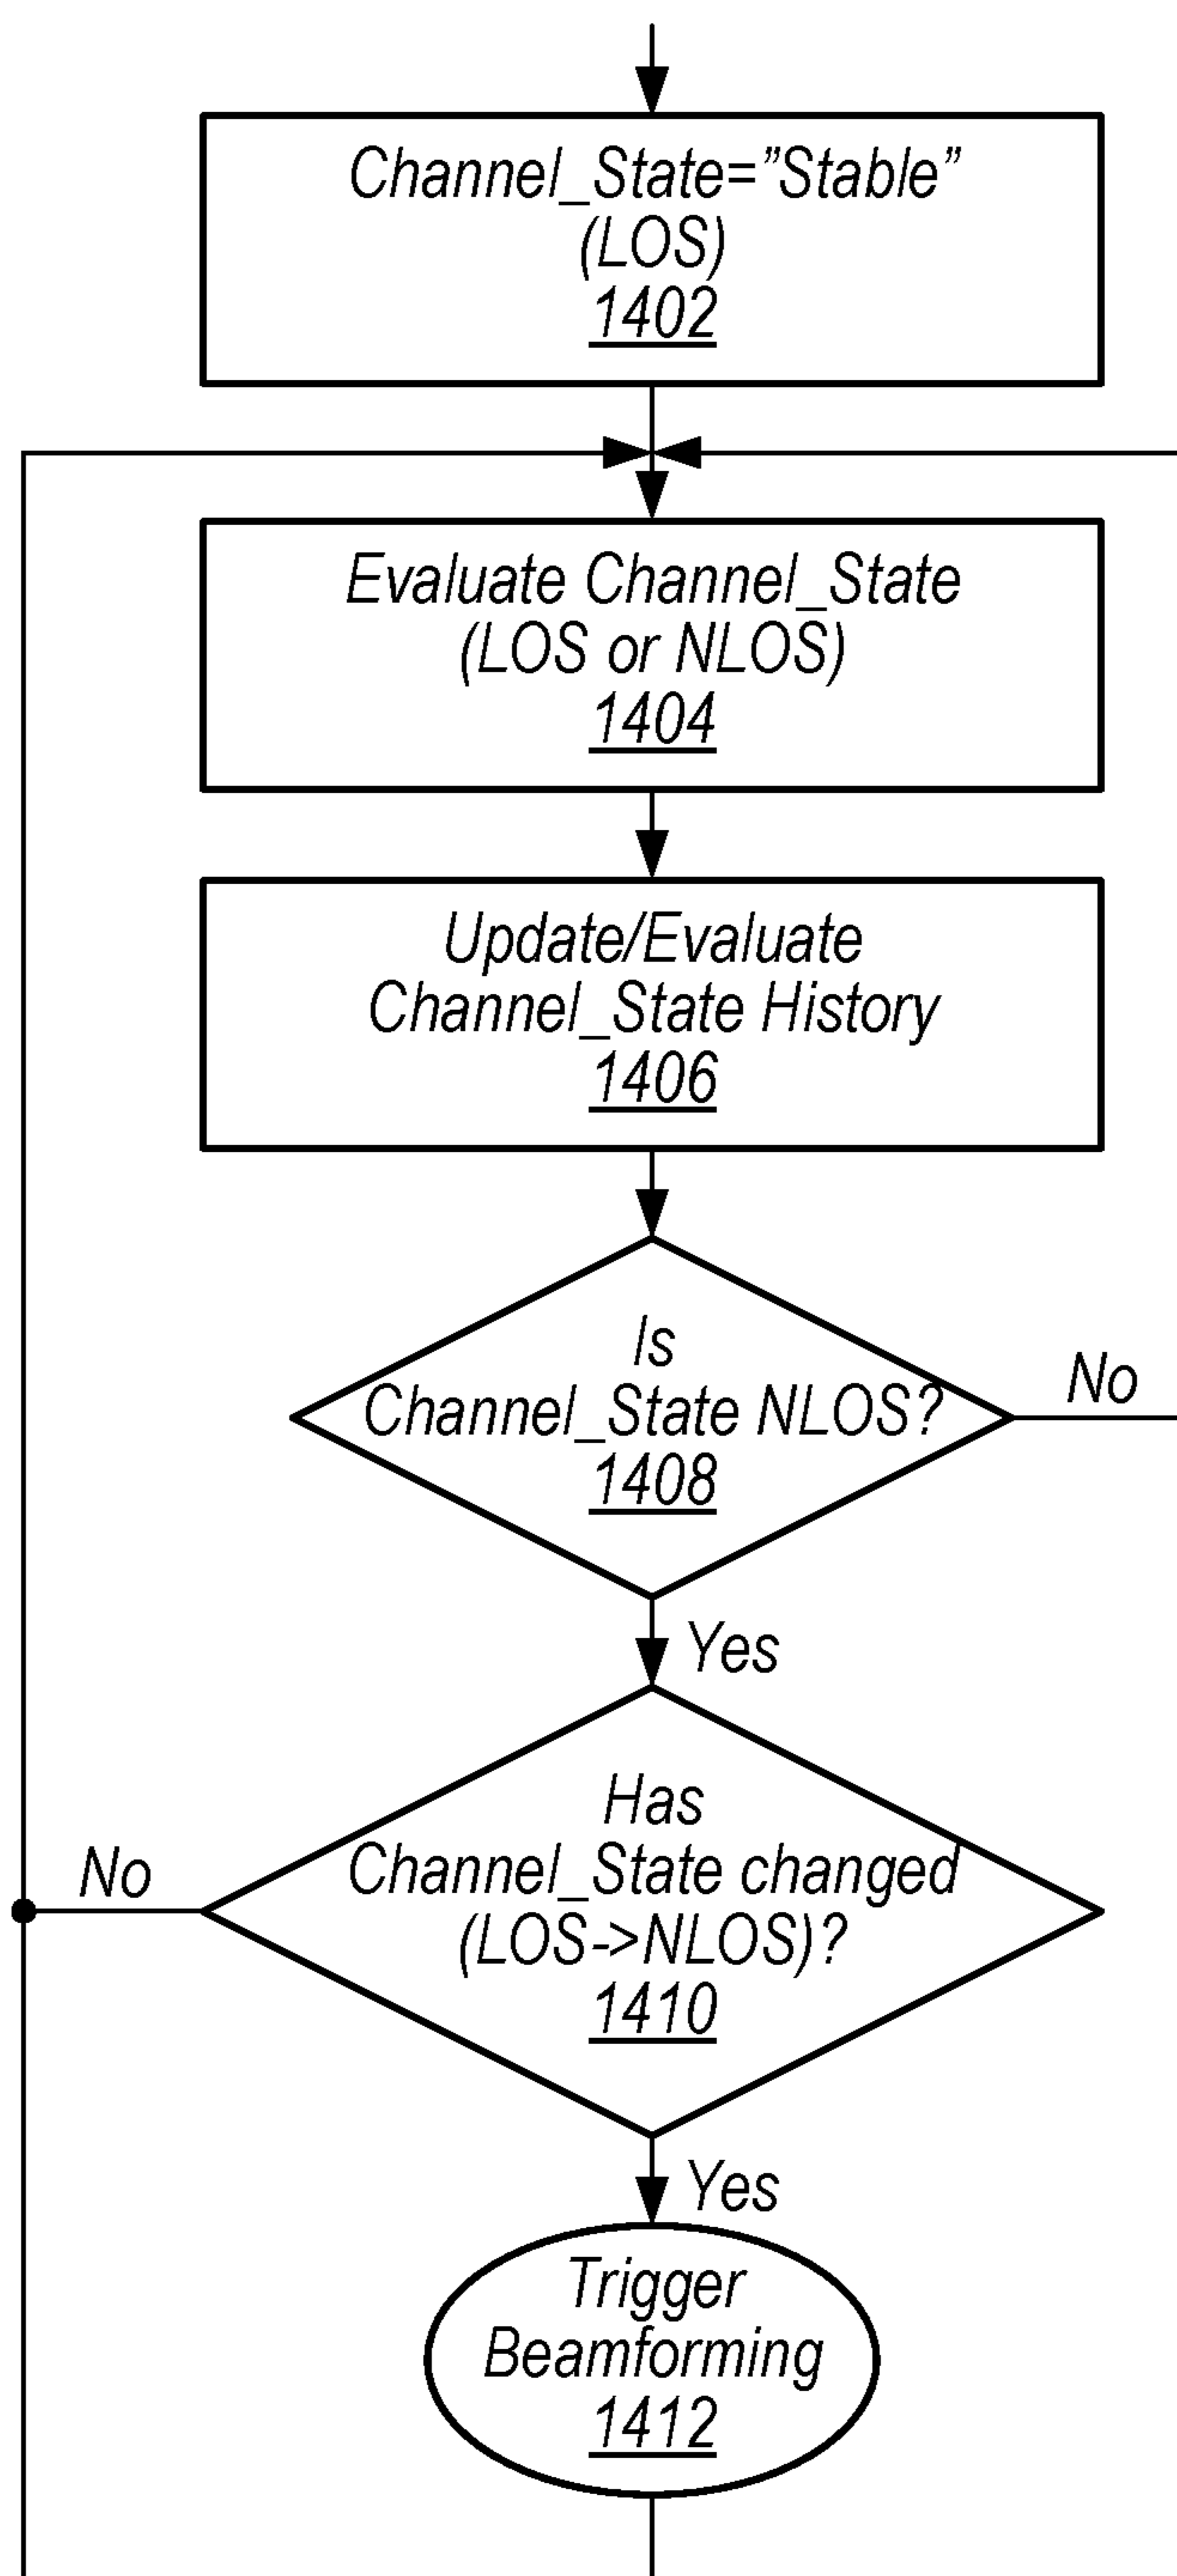 Channel_State=”Stable”
(LOS)
1402
Evaluate Channel_State
(LOS or NLOS)
1404
Update/Evaluate
Channel_State History
1406
Is
Channel_State NLOS?
1408
No
Yes
Has
Channel_State changed
(LOS->NLOS)?
1410
No
Yes
Trigger
Beamforming
1412